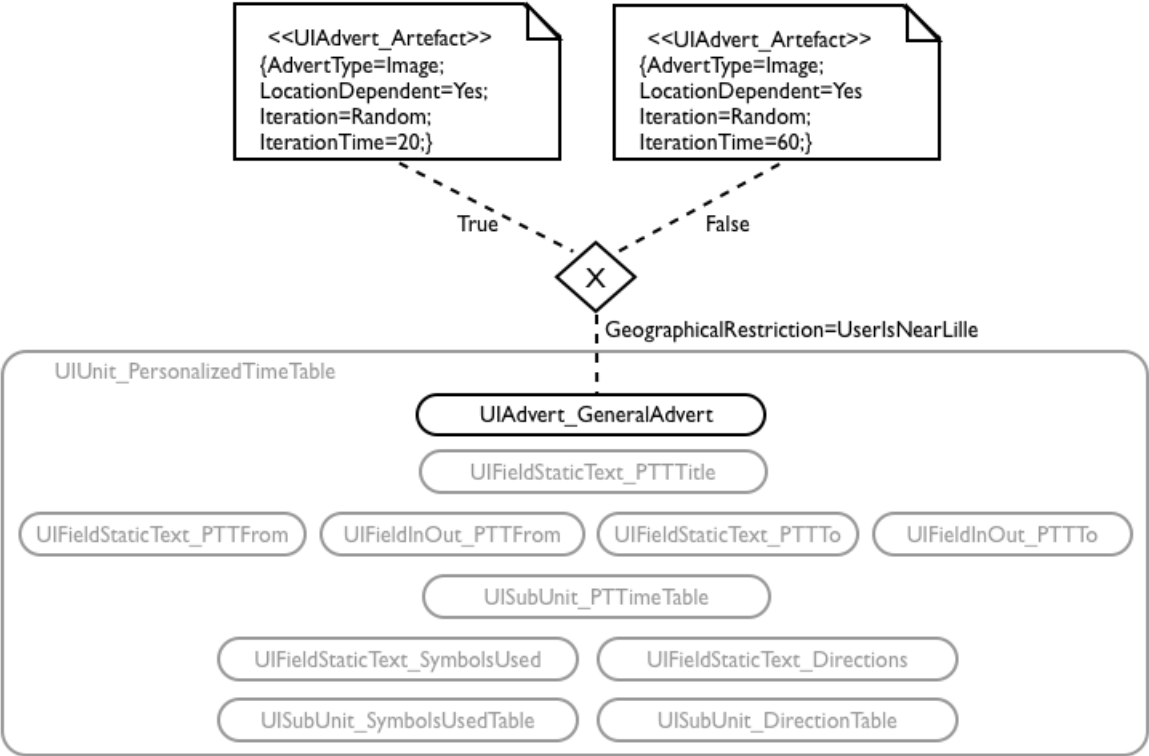 <<UIAdvert_Artefact>>
{AdvertType=Image;
LocationDependent=Yes;
Iteration=Random;
IterationTime=20;}
<<UIAdvert_Artefact>>
{AdvertType=Image;
LocationDependent=Yes
Iteration=Random;
IterationTime=60;}
True
False
X
GeographicalRestriction=UserIsNearLille
UIUnit_PersonalizedTimeTable
UIAdvert_GeneralAdvert
UIFieldStaticText_PTTTitle
UIFieldStaticText_PTTFrom
UIFieldInOut_PTTFrom
UIFieldStaticText_PTTTo
UIFieldInOut_PTTTo
UISubUnit_PTTimeTable
UIFieldStaticText_SymbolsUsed
UIFieldStaticText_Directions
UISubUnit_SymbolsUsedTable
UISubUnit_DirectionTable